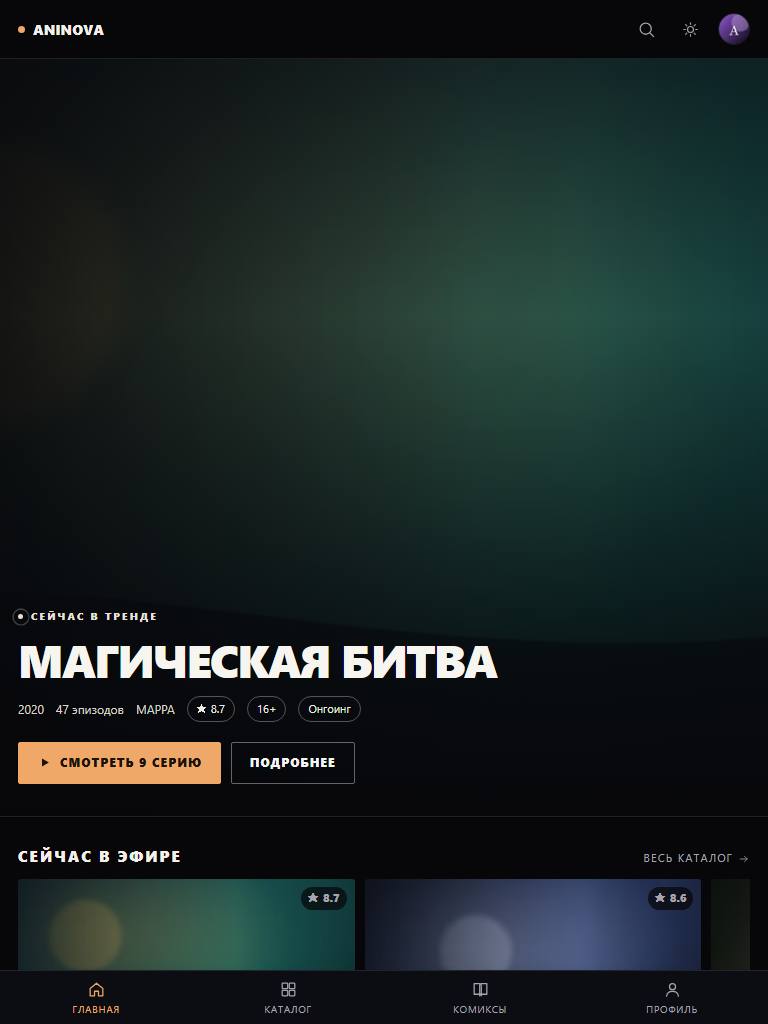 ANINOVA
A
СЕЙЧАС В ТРЕНДЕ
МАГИЧЕСКАЯ БИТВА
2020 47 эпизодов MAPPA ★ 8.7 16+ Онгоинг
СМОТРЕТЬ 9 СЕРИЮ ПОДРОБНЕЕ
СЕЙЧАС В ЭФИРЕ ВЕСЬ КАТАЛОГ →
★ 8.7 ★ 8.6
ГЛАВНАЯ КАТАЛОГ КОМИКСЫ ПРОФИЛЬ